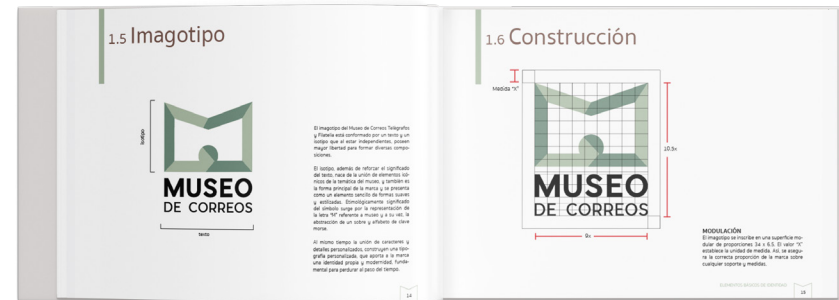 1.5 Imagotipo
isotipo
MUSEO
DE CORREOS
texto
El imagotipo del Museo de Correos Telégrafos
y Filatelia está conformado por un texto y un
isotipo que al estar independientes, poseen
mayor libertad para formar diversas compo-
siciones.
El isotipo, además de reforzar el significado
del texto, nace de la unión de elementos icó-
nicos de la temática del museo, y también es
la forma principal de la marca y se presenta
como un elemento sencillo de formas suaves
y estilizadas. Etimológicamente significado
del símbolo surge por la representación de
la letra "M" referente a museo y a su vez, la
abstracción de un sobre y alfabeto de clave
morse.
Al mismo tiempo la unión de caracteres y
detalles personalizados, construyen una tipo-
grafía personalizada, que aporta a la marca
una identidad propia y modernidad, funda-
mental para perdurar al paso del tiempo.
14
1.6 Construcción
Medida "X"
10.5x
MUSEO
DE CORREOS
9x
MODULACIÓN
El imagotipo se inscribe en una superficie mo-
dular de proporciones 34 x 6.5. El valor "X"
establece la unidad de medida. Así, se asegu-
ra la correcta proporción de la marca sobre
cualquier soporte y medidas.
ELEMENTOS BÁSICOS DE IDENTIDAD
15